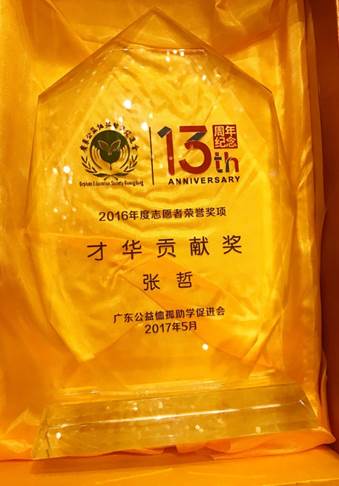 13th
周年
纪念
ANNIVERSARY
2016年度志愿者荣誉奖项
才华贡献奖
张哲
广东公益恤孤助学促进会
2017年5月